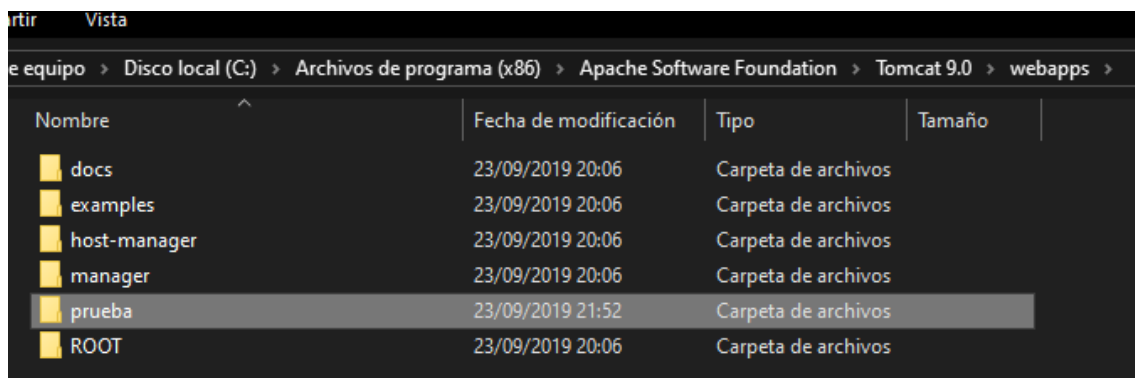 rtir Vista
e equipo > Disco local (C:) > Archivos de programa (x86) > Apache Software Foundation > Tomcat 9.0 > webapps >
Nombre Fecha de modificación Tipo Tamaño
docs 23/09/2019 20:06 Carpeta de archivos
examples 23/09/2019 20:06 Carpeta de archivos
host-manager 23/09/2019 20:06 Carpeta de archivos
manager 23/09/2019 20:06 Carpeta de archivos
prueba 23/09/2019 21:52 Carpeta de archivos
ROOT 23/09/2019 20:06 Carpeta de archivos